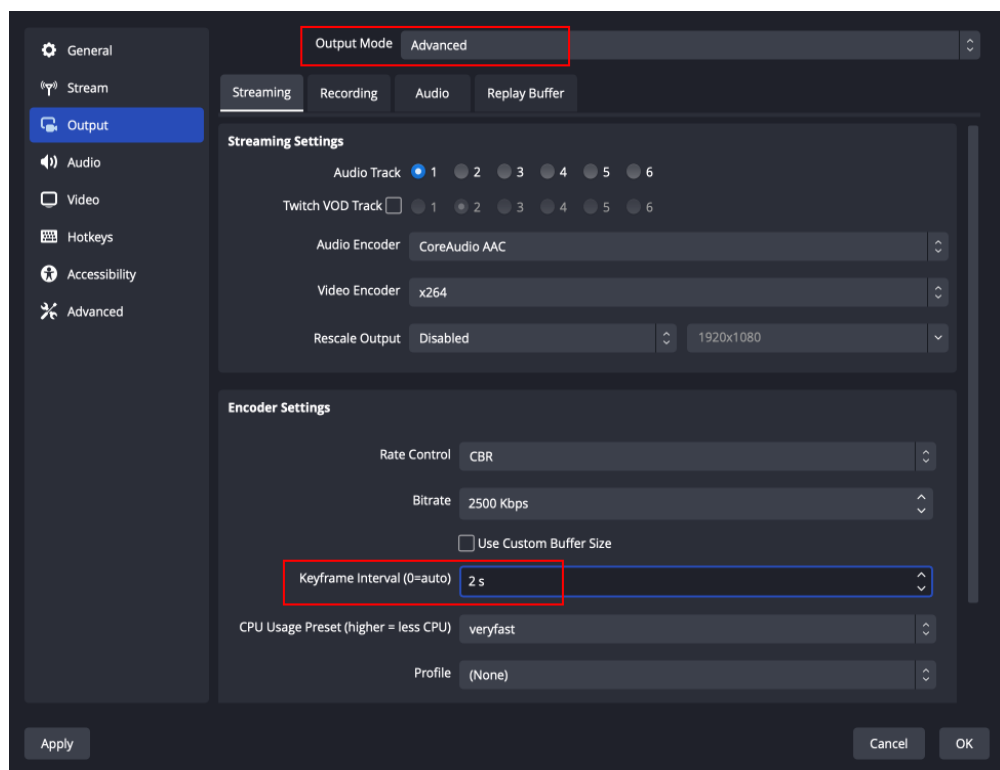 General
Stream
Output
Audio
Video
Hotkeys
Accessibility
Advanced
Output Mode Advanced
Streaming Recording Audio Replay Buffer
Streaming Settings
Audio Track 1 2 3 4 5 6
Twitch VOD Track 1 2 3 4 5 6
Audio Encoder CoreAudio AAC
Video Encoder x264
Rescale Output Disabled 1920x1080
Encoder Settings
Rate Control CBR
Bitrate 2500 Kbps
Use Custom Buffer Size
Keyframe Interval (0=auto) 2 s
CPU Usage Preset (higher = less CPU) veryfast
Profile (None)
Apply Cancel OK